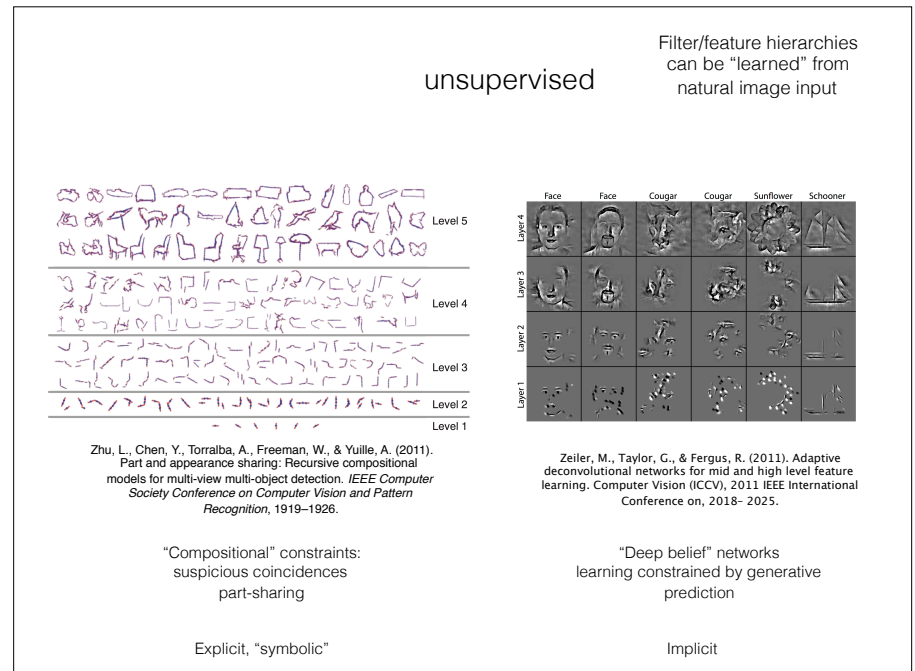 Filter/feature hierarchies
can be “learned” from
natural image input
unsupervised
Level 5
Level 4
Level 3
Level 2
Level 1
Zhu, L., Chen, Y., Torralba, A., Freeman, W., & Yuille, A. (2011).
Part and appearance sharing: Recursive compositional
models for multi-view multi-object detection. IEEE Computer
Society Conference on Computer Vision and Pattern
Recognition, 1919–1926.
“Compositional” constraints:
suspicious coincidences
part-sharing
Explicit, “symbolic”
Face Face Cougar Cougar Sunflower Schooner
Layer 4
Layer 3
Layer 2
Layer 1
Zeiler, M., Taylor, G., & Fergus, R. (2011). Adaptive
deconvolutional networks for mid and high level feature
learning. Computer Vision (ICCV), 2011 IEEE International
Conference on, 2018– 2025.
“Deep belief” networks
learning constrained by generative
prediction
Implicit